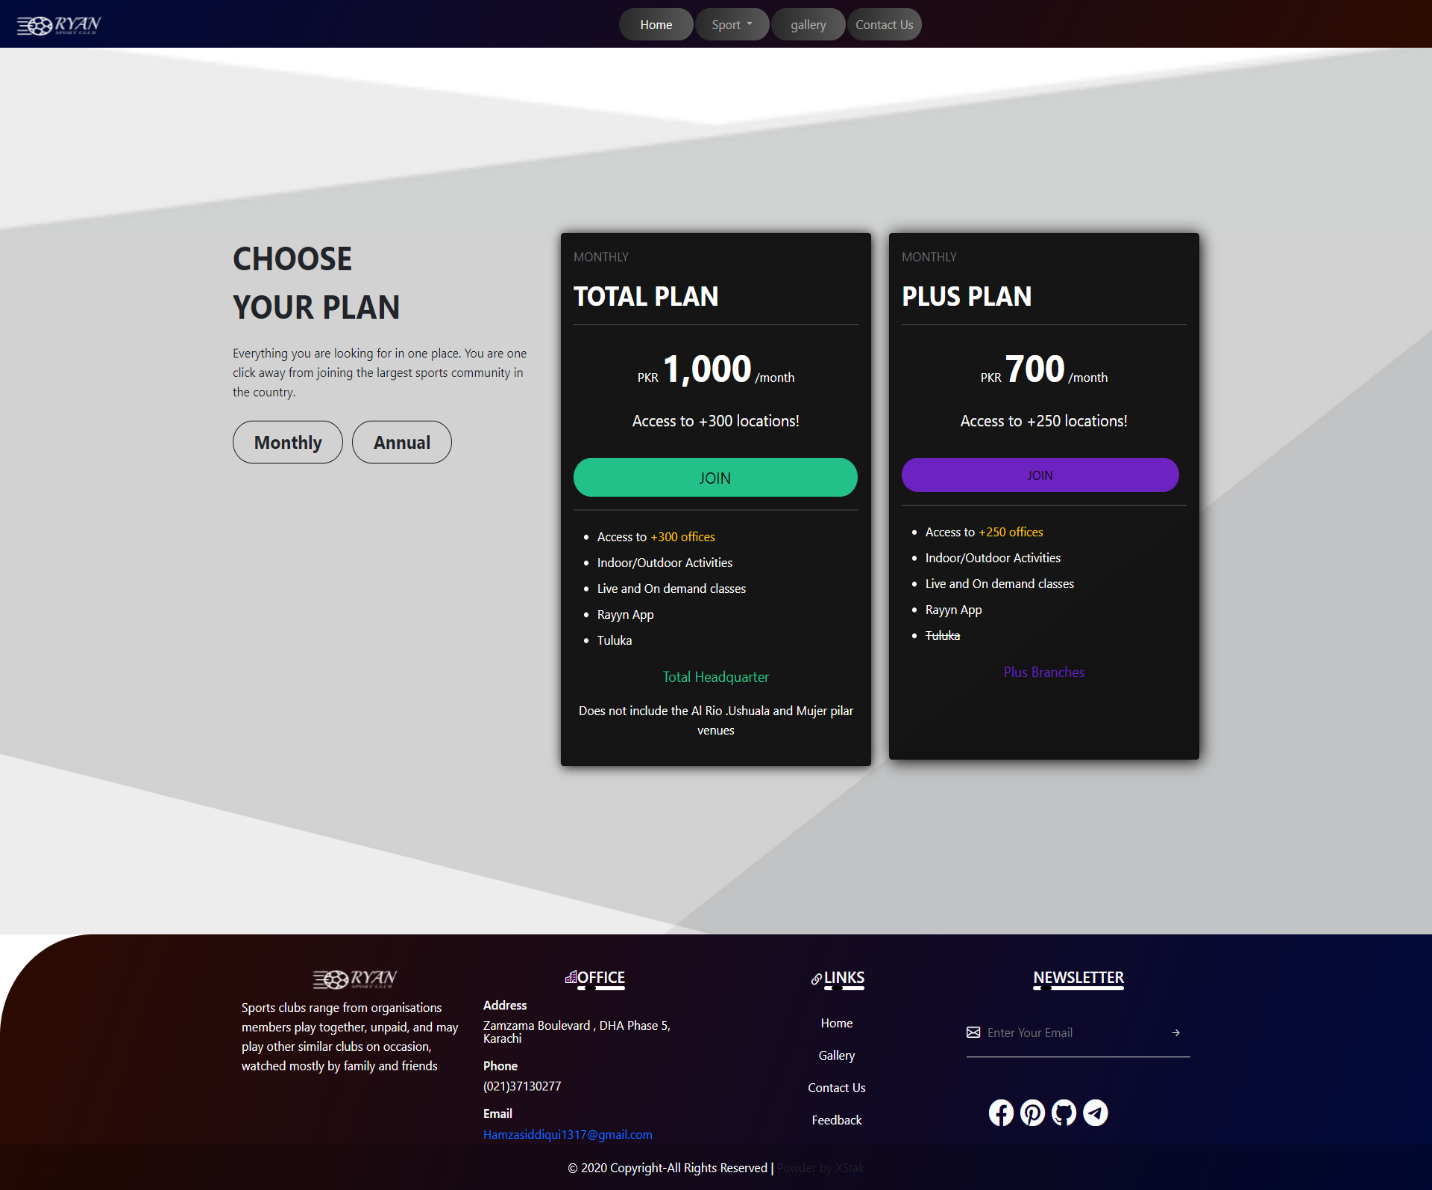 RYAN
SPORT CLUB
Home
Sport
gallery
Contact Us
CHOOSE
YOUR PLAN
Everything you are looking for in one place. You are one
click away from joining the largest sports community in
the country.
Monthly
Annual
MONTHLY
TOTAL PLAN
PKR 1,000 /month
Access to +300 locations!
JOIN
Access to +300 offices
Indoor/Outdoor Activities
Live and On demand classes
Rayyn App
Tuluka
Total Headquarter
Does not include the Al Rio .Ushuala and Mujer pilar
venues
MONTHLY
PLUS PLAN
PKR 700 /month
Access to +250 locations!
JOIN
Access to +250 offices
Indoor/Outdoor Activities
Live and On demand classes
Rayyn App
Tuluka
Plus Branches
RYAN
SPORT CLUB
Sports clubs range from organisations
members play together, unpaid, and may
play other similar clubs on occasion,
watched mostly by family and friends
OFFICE
Address
Zamzama Boulevard , DHA Phase 5,
Karachi
Phone
(021)37130277
Email
Hamzasiddiqui1317@gmail.com
LINKS
Home
Gallery
Contact Us
Feedback
NEWSLETTER
Enter Your Email
© 2020 Copyright-All Rights Reserved | Powder by XStak